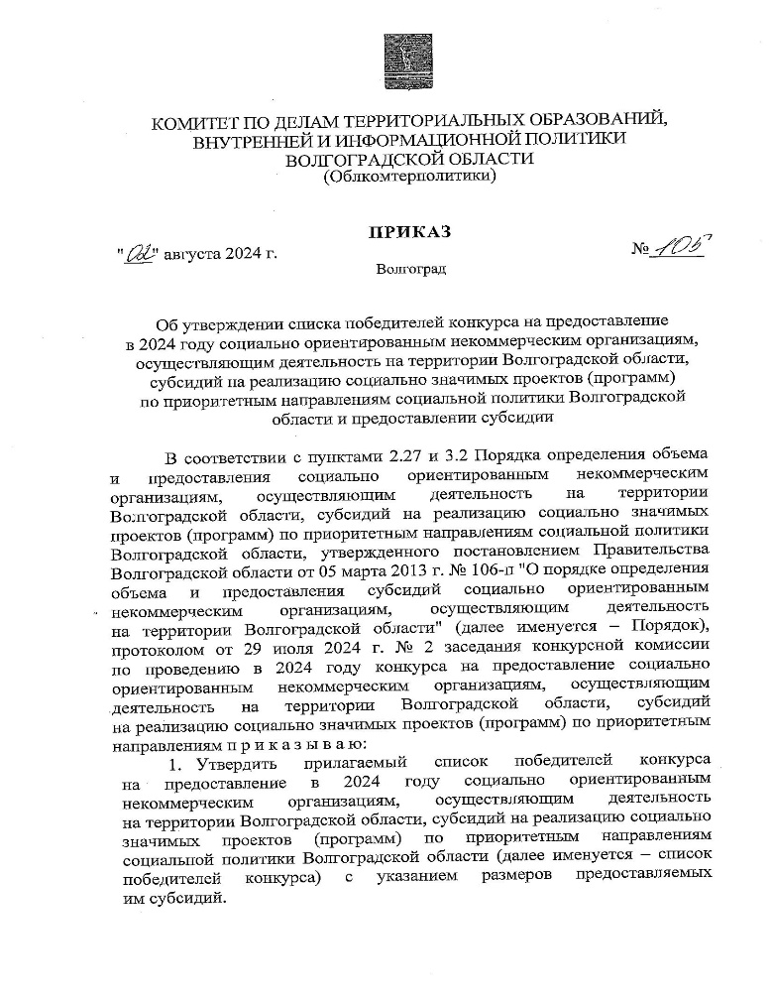 КОМИТЕТ ПО ДЕЛАМ ТЕРРИТОРИАЛЬНЫХ ОБРАЗОВАНИЙ,
ВНУТРЕННЕЙ И ИНФОРМАЦИОННОЙ ПОЛИТИКИ
ВОЛГОГРАДСКОЙ ОБЛАСТИ
(Облкомтерполитики)
ПРИКАЗ
"02" августа 2024 г. № 105
Волгоград
Об утверждении списка победителей конкурса на предоставление
в 2024 году социально ориентированным некоммерческим организациям,
осуществляющим деятельность на территории Волгоградской области,
субсидий на реализацию социально значимых проектов (программ)
по приоритетным направлениям социальной политики Волгоградской
области и предоставлении субсидии
В соответствии с пунктами 2.27 и 3.2 Порядка определения объема
и предоставления социально ориентированным некоммерческим
организациям, осуществляющим деятельность на территории
Волгоградской области, субсидий на реализацию социально значимых
проектов (программ) по приоритетным направлениям социальной политики
Волгоградской области, утвержденного постановлением Правительства
Волгоградской области от 05 марта 2013 г. № 106-п "О порядке определения
объема и предоставления субсидий социально ориентированным
некоммерческим организациям, осуществляющим деятельность
на территории Волгоградской области" (далее именуется – Порядок),
протоколом от 29 июля 2024 г. № 2 заседания конкурсной комиссии
по проведению в 2024 году конкурса на предоставление социально
ориентированным некоммерческим организациям, осуществляющим
деятельность на территории Волгоградской области, субсидий
на реализацию социально значимых проектов (программ) по приоритетным
направлениям п р и к а з ы в а ю:
1. Утвердить прилагаемый список победителей конкурса
на предоставление в 2024 году социально ориентированным
некоммерческим организациям, осуществляющим деятельность
на территории Волгоградской области, субсидий на реализацию социально
значимых проектов (программ) по приоритетным направлениям
социальной политики Волгоградской области (далее именуется – список
победителей конкурса) с указанием размеров предоставляемых
им субсидий.